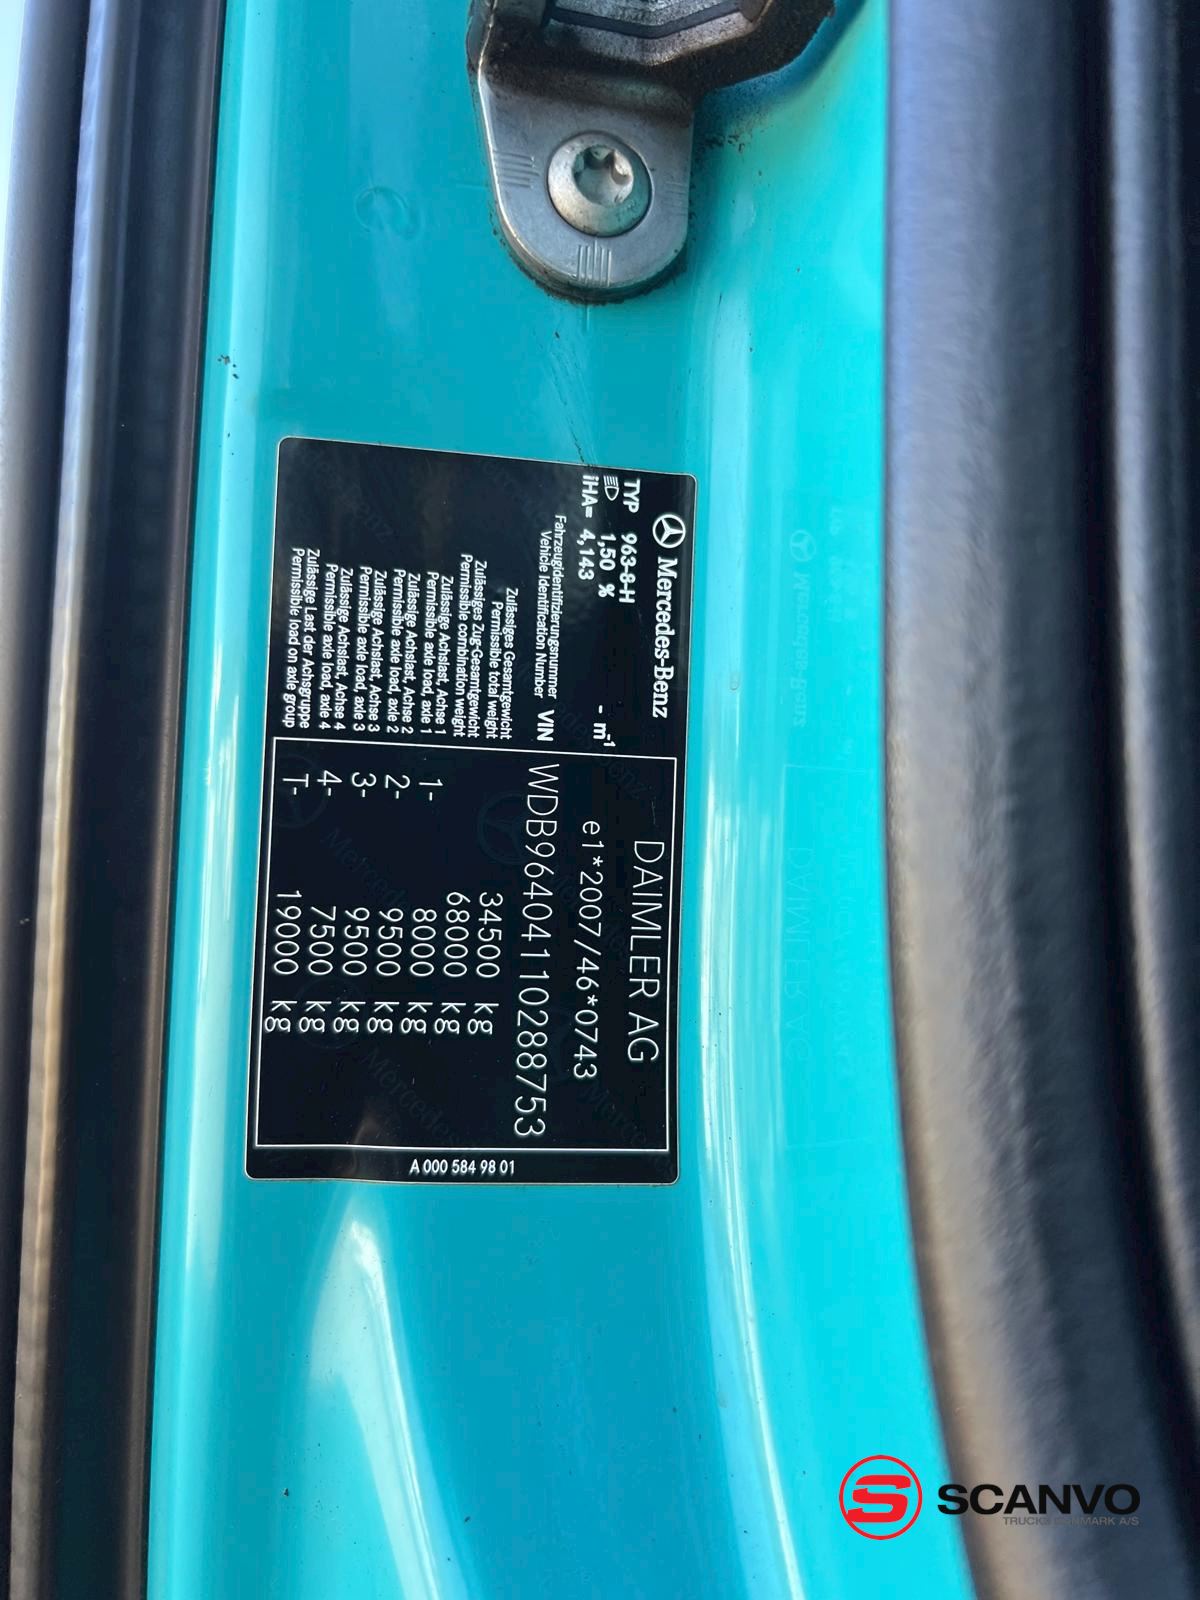 Mercedes-Benz
TYP 963-8-H
1,50 %
iHA= 4,143 - m-1
DAIMLER AG
e1*2007/46*0743
Fahrzeugidentifizierungsnummer
Vehicle Identification Number VIN WDB96404110288753
Zulässiges Gesamtgewicht
Permissible total weight 34500 kg
Zulässiges Zug-Gesamtgewicht
Permissible combination weight 68000 kg
Zulässige Achslast, Achse 1
Permissible axle load, axle 1 1- 8000 kg
Zulässige Achslast, Achse 2
Permissible axle load, axle 2 2- 9500 kg
Zulässige Achslast, Achse 3
Permissible axle load, axle 3 3- 9500 kg
Zulässige Achslast, Achse 4
Permissible axle load, axle 4 4- 7500 kg
Zulässige Last der Achsgruppe
Permissible load on axle group T- 19000 kg
A 000 584 98 01
SCANVO
TRUCKS DANMARK A/S